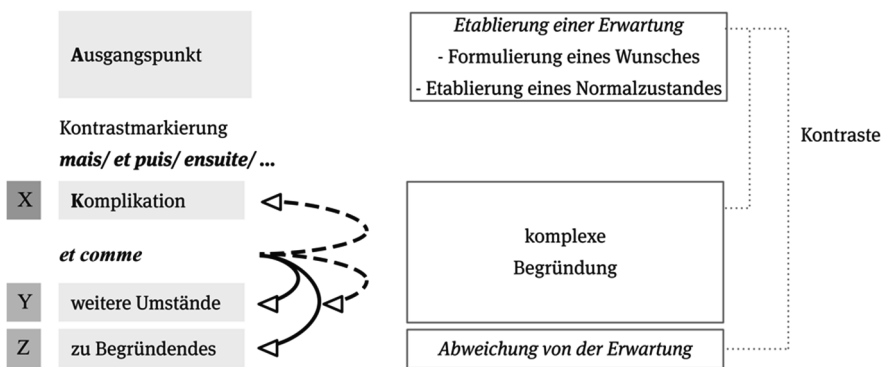 Ausgangspunkt
Kontrastmarkierung
mais/ et puis/ ensuite/ ...
X Komplikation
et comme
Y weitere Umstände
Z zu Begründendes
Etablierung einer Erwartung
- Formulierung eines Wunsches
- Etablierung eines Normalzustandes
komplexe
Begründung
Abweichung von der Erwartung
Kontraste